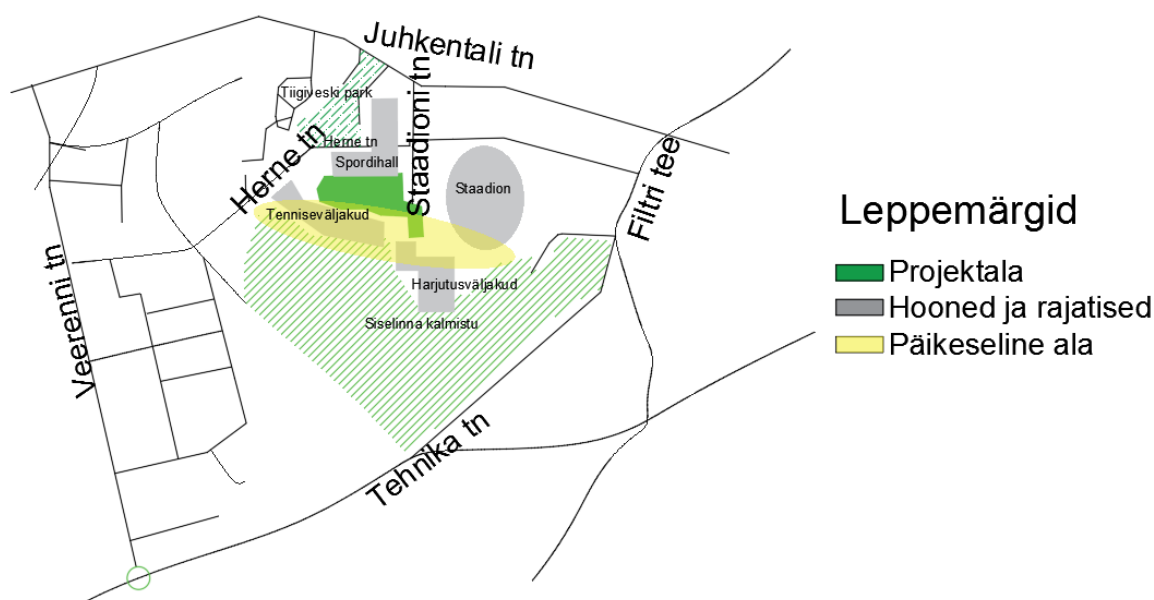 Juhkentali tn
Staadioni tn
Tiigiveski park
Herne tn
Herne tn
Spordihall
Staadion
Filtri tee
Tenniseväljakud
Veerenni tn
Harjutusväljakud
Siselinna kalmistu
Tehnika tn
Leppemärgid
Projektala
Hooned ja rajatised
Päikeseline ala